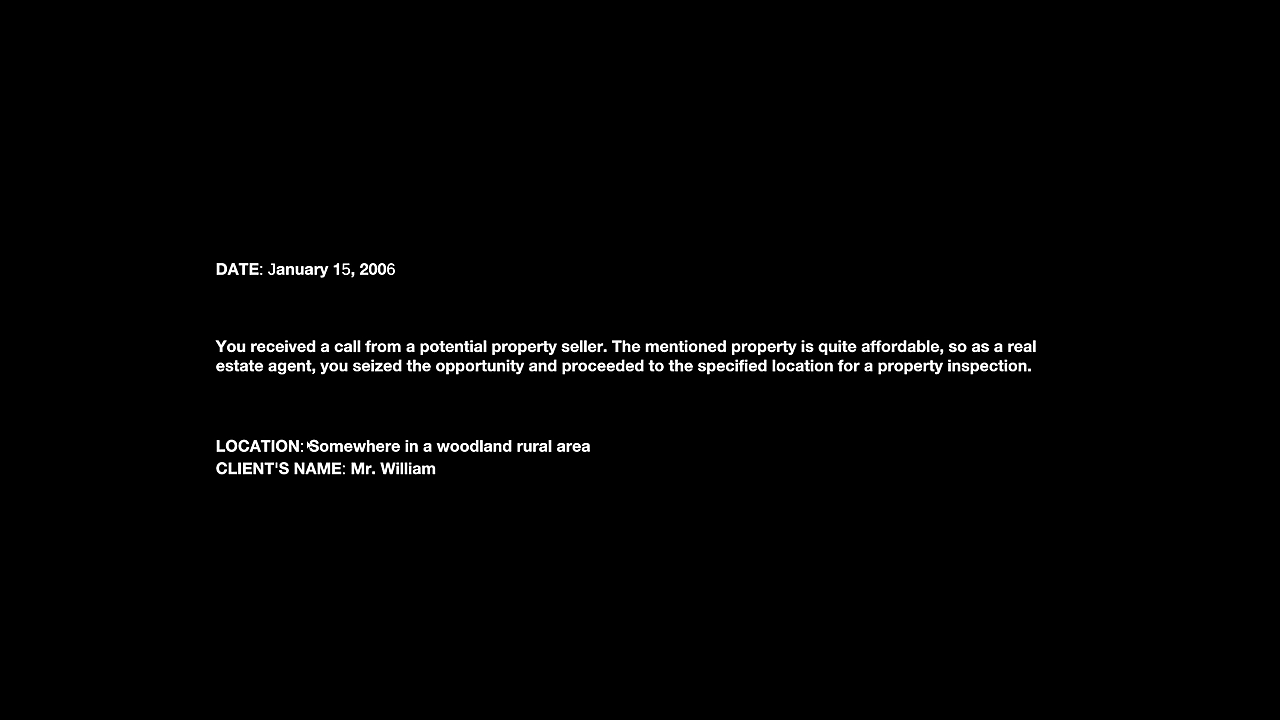 DATE: January 15, 2006
You received a call from a potential property seller. The mentioned property is quite affordable, so as a real
estate agent, you seized the opportunity and proceeded to the specified location for a property inspection.
LOCATION: Somewhere in a woodland rural area
CLIENT'S NAME: Mr. William